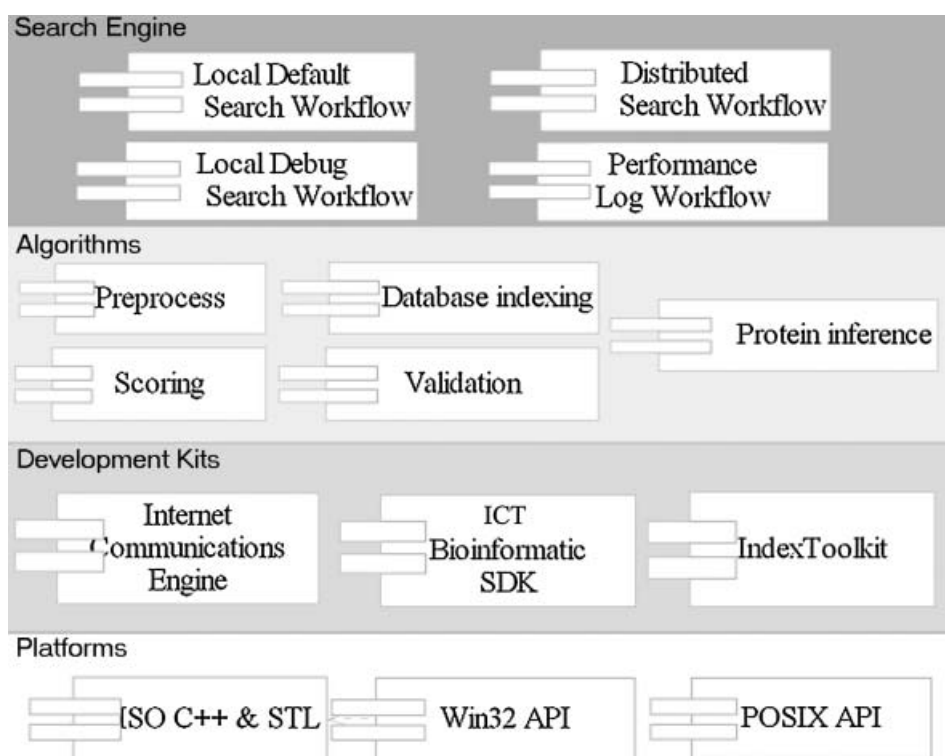 Search Engine
Local Default
Search Workflow
Distributed
Search Workflow
Local Debug
Search Workflow
Performance
Log Workflow
Algorithms
Preprocess
Database indexing
Protein inference
Scoring
Validation
Development Kits
Internet
Communications
Engine
ICT
Bioinformatic
SDK
IndexToolkit
Platforms
ISO C++ & STL
Win32 API
POSIX API